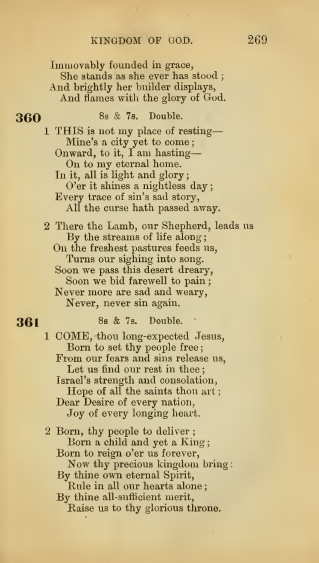 KINGDOM OF GOD. 269
Immovably founded in grace,
She stands as she ever has stood ;
And brightly her builder displays,
And flames with the glory of God.
360 8s & 7s. Double.
1 THIS is not my place of resting—
Mine's a city yet to come ;
Onward, to it, I am hasting—
On to my eternal home.
In it, all is light and glory ;
O'er it shines a nightless day ;
Every trace of sin's sad story,
All the curse hath passed away.
2 There the Lamb, our Shepherd, leads us
By the streams of life along ;
On the freshest pastures feeds us,
Turns our sighing into song.
Soon we pass this desert dreary,
Soon we bid farewell to pain ;
Never more are sad and weary,
Never, never sin again.
361 8s & 7s. Double.
1 COME, thou long-expected Jesus,
Born to set thy people free ;
From our fears and sins release us,
Let us find our rest in thee ;
Israel's strength and consolation,
Hope of all the saints thou art ;
Dear Desire of every nation,
Joy of every longing heart.
2 Born, thy people to deliver ;
Born a child and yet a King ;
Born to reign o'er us forever,
Now thy precious kingdom bring :
By thine own eternal Spirit,
Rule in all our hearts alone ;
By thine all-sufficient merit,
Raise us to thy glorious throne.